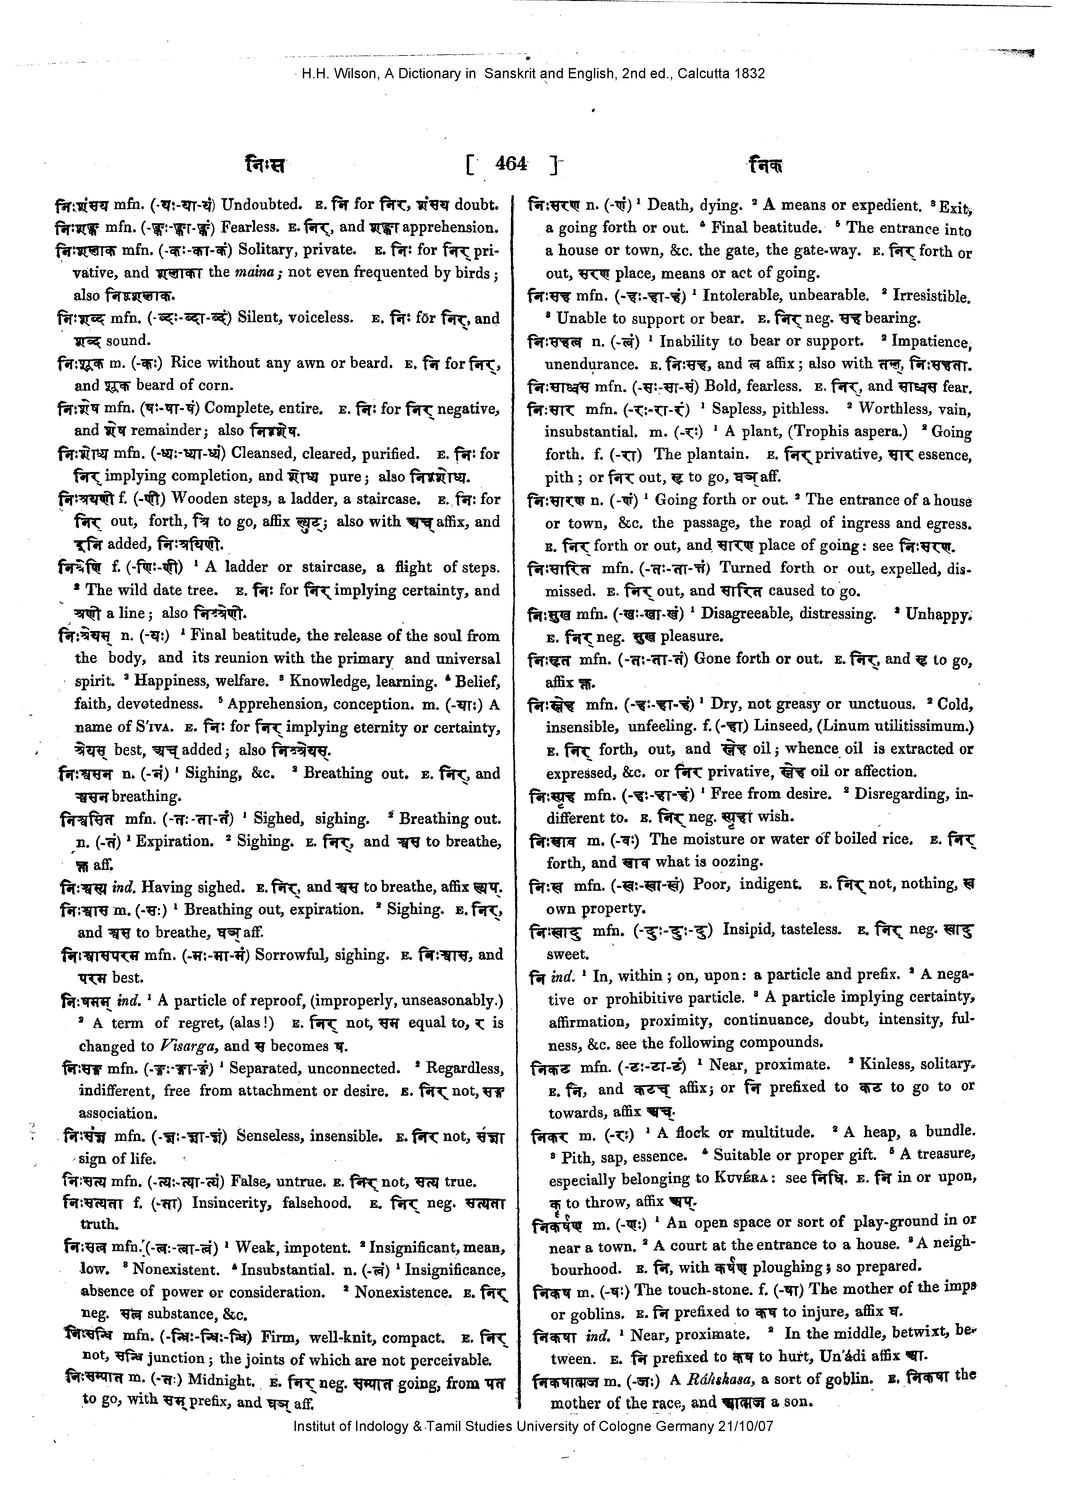 H.H. Wilson, A Dictionary in Sanskrit and English, 2nd ed., Calcutta 1832
निःस [ 464 ] निक
निःशंसय mfn. (-यः-या-यं) Undoubted. E. नि for निर्, शंसय doubt.
निःशङ्क mfn. (-ङ्कः-ङ्का-ङ्कं) Fearless. E. निर्, and शङ्का apprehension.
निःशलाक mfn. (-कः-का-कं) Solitary, private. E. निः for निर् pri-
vative, and शलाका the maina; not even frequented by birds;
also निश्शलाक.
निःशब्द mfn. (-ब्दः-ब्दा-ब्दं) Silent, voiceless. E. निः for निर्, and
शब्द sound.
निःशूक m. (-कः) Rice without any awn or beard. E. नि for निर्,
and शूक beard of corn.
निःशेष mfn. (षः-षा-षं) Complete, entire. E. निः for निर् negative,
and शेष remainder; also निश्शेष.
निःशोध्य mfn. (-ध्यः-ध्या-ध्यं) Cleansed, cleared, purified. E. निः for
निर् implying completion, and शोध्य pure; also निश्शोध्य.
निःश्रयणी f. (-णी) Wooden steps, a ladder, a staircase. E. निः for
निर् out, forth, श्रि to go, affix ल्युट्; also with अच् affix, and
इनि added, निःश्रयिणी.
निःश्रेणि f. (-णिः-णी) ¹ A ladder or staircase, a flight of steps.
² The wild date tree. E. निः for निर् implying certainty, and
श्रेणी a line; also निश्श्रेणी.
निःश्रेयस् n. (-यः) ¹ Final beatitude, the release of the soul from
the body, and its reunion with the primary and universal
spirit. ² Happiness, welfare. ³ Knowledge, learning. ⁴ Belief,
faith, devotedness. ⁵ Apprehension, conception. m. (-याः) A
name of S'IVA. E. निः for निर् implying eternity or certainty,
श्रेयस् best, अच् added; also निश्श्रेयस्.
निःश्वसन n. (-नं) ¹ Sighing, &c. ² Breathing out. E. निर्, and
श्वसन breathing.
निःश्वसित mfn. (-तः-ता-तं) ¹ Sighed, sighing. ² Breathing out.
n. (-तं) ¹ Expiration. ² Sighing. E. निर्, and श्वस to breathe,
क्त aff.
निःश्वस्य ind. Having sighed. E. निर्, and श्वस to breathe, affix ल्यप्.
निःश्वास m. (-सः) ¹ Breathing out, expiration. ² Sighing. E. निर्,
and श्वस to breathe, घञ् aff.
निःश्वासपरम mfn. (-मः-मा-मं) Sorrowful, sighing. E. निःश्वास, and
परम best.
निःषमम् ind. ¹ A particle of reproof, (improperly, unseasonably.)
² A term of regret, (alas!) E. निर् not, सम equal to, र is
changed to Visarga, and स becomes ष.
निःसङ्ग mfn. (-ङ्गः-ङ्गा-ङ्गं) ¹ Separated, unconnected. ² Regardless,
indifferent, free from attachment or desire. E. निर् not, सङ्ग
association.
निःसंज्ञ mfn. (-ज्ञः-ज्ञा-ज्ञं) Senseless, insensible. E. निर् not, संज्ञा
sign of life.
निःसत्य mfn. (-त्यः-त्या-त्यं) False, untrue. E. निर् not, सत्य true.
निःसत्यता f. (-ता) Insincerity, falsehood. E. निर् neg. सत्यता
truth.
निःसत्व mfn. (-त्वः-त्वा-त्वं) ¹ Weak, impotent. ² Insignificant, mean,
low. ³ Nonexistent. ⁴ Insubstantial. n. (-त्वं) ¹ Insignificance,
absence of power or consideration. ² Nonexistence. E. निर्
neg. सत्व substance, &c.
निःसन्धि mfn. (-न्धिः-न्धिः-न्धि) Firm, well-knit, compact. E. निर्
not, सन्धि junction; the joints of which are not perceivable.
निःसम्पात m. (-तः) Midnight. E. निर् neg. सम्पात going, from पत
to go, with सम् prefix, and घञ् aff.
निःसरण n. (-णं) ¹ Death, dying. ² A means or expedient. ³ Exit,
a going forth or out. ⁴ Final beatitude. ⁵ The entrance into
a house or town, &c. the gate, the gate-way. E. निर् forth or
out, सरण place, means or act of going.
निःसह mfn. (-हः-हा-हं) ¹ Intolerable, unbearable. ² Irresistible.
³ Unable to support or bear. E. निर् neg. सह bearing.
निःसहत्व n. (-त्वं) ¹ Inability to bear or support. ² Impatience,
unendurance. E. निःसह, and त्व affix; also with तल्, निःसहता.
निःसाध्वस mfn. (-सः-सा-सं) Bold, fearless. E. निर्, and साध्वस fear.
निःसार mfn. (-रः-रा-रं) ¹ Sapless, pithless. ² Worthless, vain,
insubstantial. m. (-रः) ¹ A plant, (Trophis aspera.) ² Going
forth. f. (-रा) The plantain. E. निर् privative, सार essence,
pith; or निर् out, सृ to go, घञ् aff.
निःसारण n. (-णं) ¹ Going forth or out. ² The entrance of a house
or town, &c. the passage, the road of ingress and egress.
E. निर् forth or out, and सारण place of going: see निःसरण.
निःसारित mfn. (-तः-ता-तं) Turned forth or out, expelled, dis-
missed. E. निर् out, and सारित caused to go.
निःसुख mfn. (-खः-खा-खं) ¹ Disagreeable, distressing. ² Unhappy.
E. निर् neg. सुख pleasure.
निःसृत mfn. (-तः-ता-तं) Gone forth or out. E. निर्, and सृ to go,
affix क्त.
निःस्नेह mfn. (-हः-हा-हं) ¹ Dry, not greasy or unctuous. ² Cold,
insensible, unfeeling. f. (-हा) Linseed, (Linum utilitissimum.)
E. निर् forth, out, and स्नेह oil; whence oil is extracted or
expressed, &c. or निर privative, स्नेह oil or affection.
निःस्पृह mfn. (-हः-हा-हं) ¹ Free from desire. ² Disregarding, in-
different to. E. निर् neg. स्पृहा wish.
निःस्राव m. (-वः) The moisture or water of boiled rice. E. निर्
forth, and स्राव what is oozing.
निःस्व mfn. (-स्वः-स्वा-स्वं) Poor, indigent. E. निर् not, nothing, स्व
own property.
निःस्वादु mfn. (-दुः-दुः-दु) Insipid, tasteless. E. निर् neg. स्वादु
sweet.
नि ind. ¹ In, within; on, upon: a particle and prefix. ² A nega-
tive or prohibitive particle. ³ A particle implying certainty,
affirmation, proximity, continuance, doubt, intensity, ful-
ness, &c. see the following compounds.
निकट mfn. (-टः-टा-टं) ¹ Near, proximate. ² Kinless, solitary.
E. नि, and कटच् affix; or नि prefixed to कट to go to or
towards, affix अच्.
निकर m. (-रः) ¹ A flock or multitude. ² A heap, a bundle.
³ Pith, sap, essence. ⁴ Suitable or proper gift. ⁵ A treasure,
especially belonging to KUVÉRA: see निधि. E. नि in or upon,
कॄ to throw, affix अप्.
निकर्षण m. (-णः) ¹ An open space or sort of play-ground in or
near a town. ² A court at the entrance to a house. ³ A neigh-
bourhood. E. नि, with कर्षण ploughing; so prepared.
निकष m. (-षः) The touch-stone. f. (-षा) The mother of the imps
or goblins. E. नि prefixed to कष to injure, affix घ.
निकषा ind. ¹ Near, proximate. ² In the middle, betwixt, be-
tween. E. नि prefixed to कष to hurt, Un'ádi affix आ.
निकषात्मज m. (-जः) A Rákshasa, a sort of goblin. E. निकषा the
mother of the race, and आत्मज a son.
Institut of Indology & Tamil Studies University of Cologne Germany 21/10/07